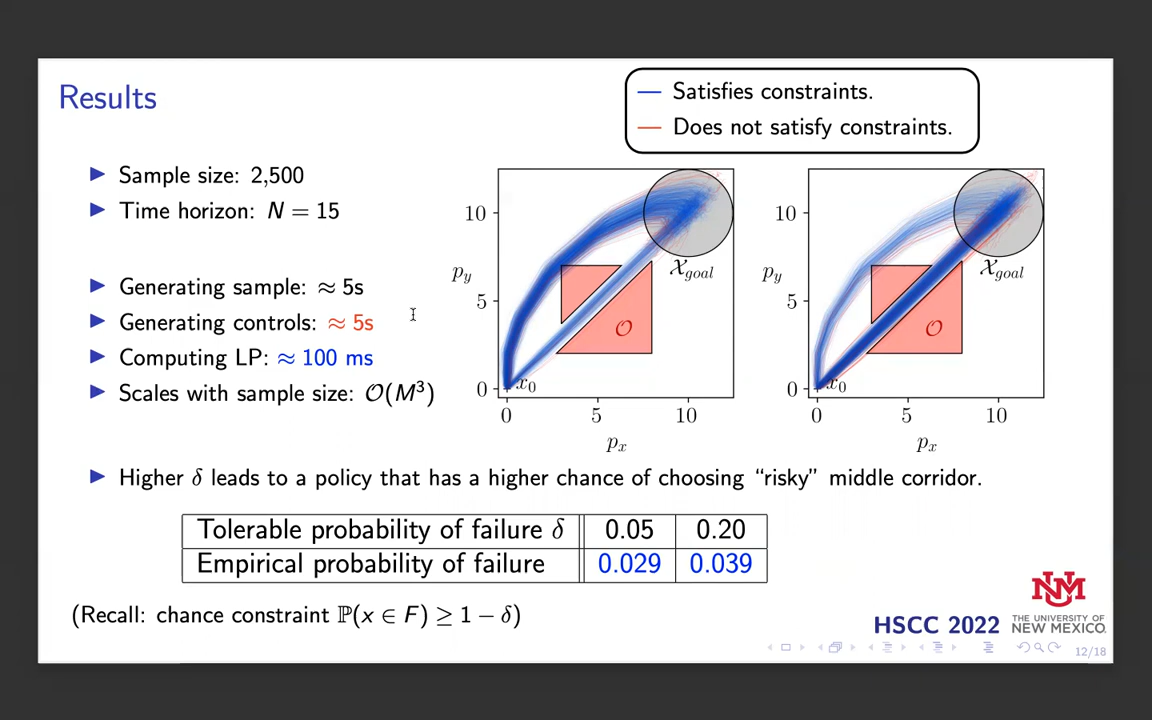 Results
Satisfies constraints.
Does not satisfy constraints.
Sample size: 2,500
Time horizon: N = 15
Generating sample: ≈ 5s
Generating controls: ≈ 5s
Computing LP: ≈ 100 ms
Scales with sample size: 𝒪(M³)
10
5
0
p_y
0
5
10
p_x
x_0
𝒪
𝒳_goal
10
5
0
p_y
0
5
10
p_x
x_0
𝒪
𝒳_goal
Higher δ leads to a policy that has a higher chance of choosing “risky” middle corridor.
Tolerable probability of failure δ 0.05 0.20
Empirical probability of failure 0.029 0.039
(Recall: chance constraint ℙ(x ∈ F) ≥ 1 − δ)
HSCC 2022
NM
THE UNIVERSITY OF
NEW MEXICO.
12/18